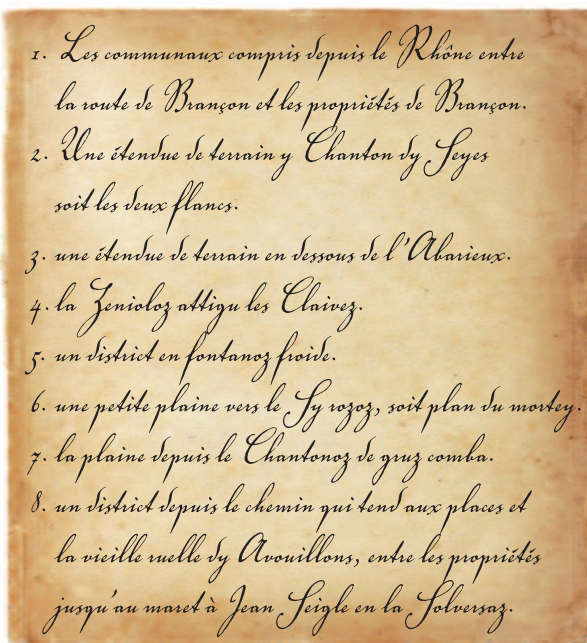 1. Les communaux compris depuis le Rhône entre
la route de Brançon et les propriétés de Brançon.
2. Une étendue de terrain y Chanton dy Seyes
soit les deux flancs.
3. une étendue de terrain en dessous de l'Abarieux.
4. la Zenioloz attigu les Claivez.
5. un district en fontanoz froide.
6. une petite plaine vers le Sy rozoz, soit plan du mortey.
7. la plaine depuis le Chantonoz de gruz comba.
8. un district depuis le chemin qui tend aux places et
la vieille ruelle dy Avouillons, entre les propriétés
jusqu'au maret à Jean Seigle en la Solversaz.